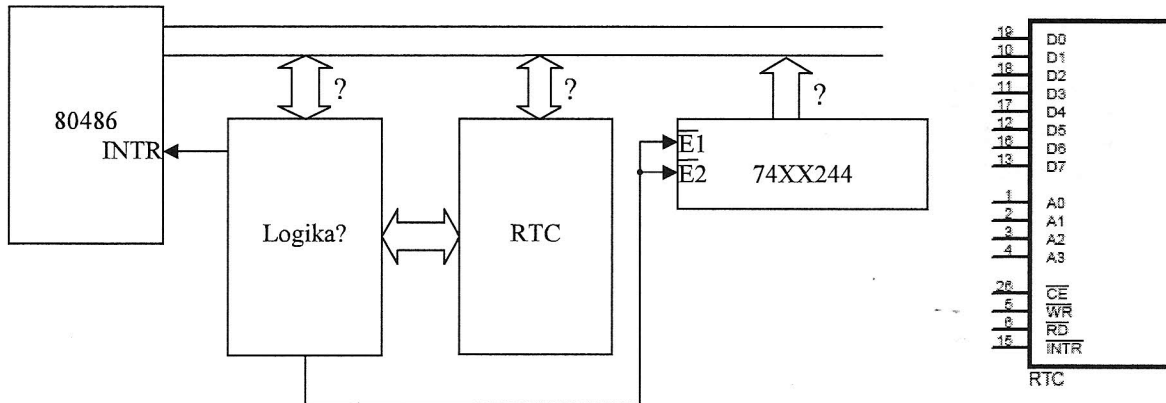 ?
?
?
80486
INTR
Logika?
RTC
E1
E2
74XX244
19 D0
10 D1
18 D2
11 D3
17 D4
12 D5
16 D6
13 D7
1 A0
2 A1
3 A2
4 A3
26 CE
5 WR
6 RD
15 INTR
RTC